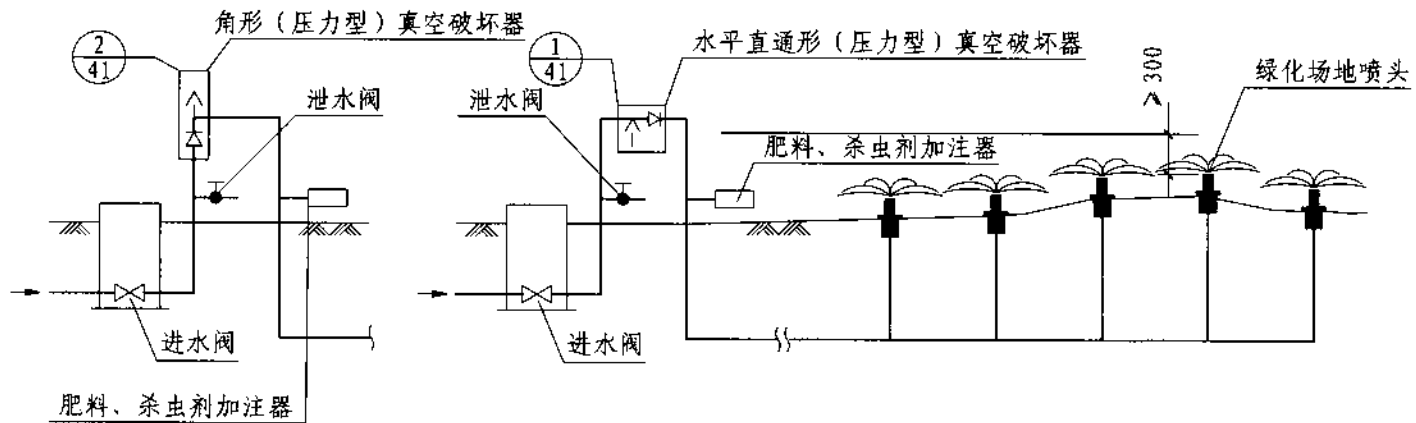 角形（压力型）真空破坏器
2
41
泄水阀
进水阀
肥料、杀虫剂加注器
水平直通形（压力型）真空破坏器
1
41
泄水阀
肥料、杀虫剂加注器
进水阀
≥300
绿化场地喷头